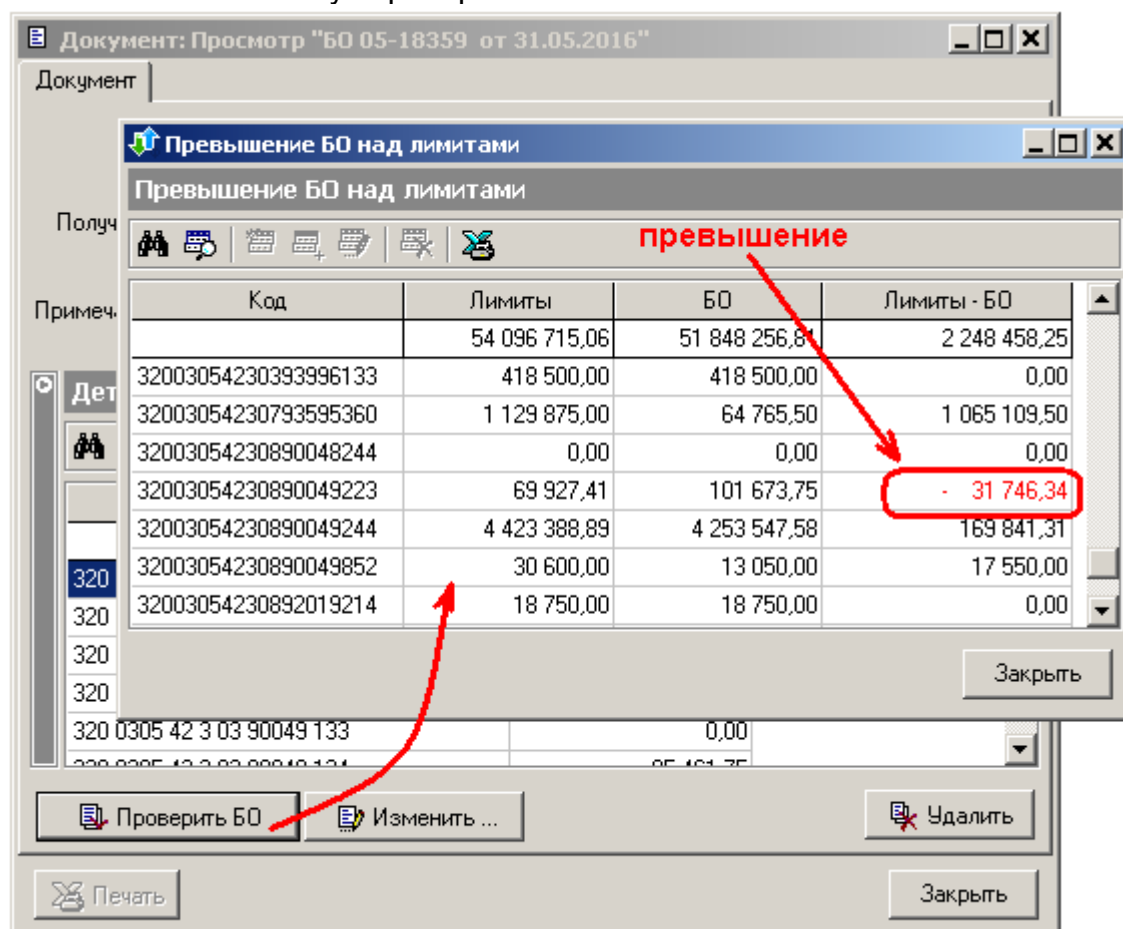 Документ: Просмотр "БО 05-18359 от 31.05.2016"
Документ
Превышение БО над лимитами
Превышение БО над лимитами
Получ
превышение
Примеч
Код Лимиты БО Лимиты - БО
54 096 715,06 51 848 256,81 2 248 458,25
32003054230393996133 418 500,00 418 500,00 0,00
Дет
32003054230793595360 1 129 875,00 64 765,50 1 065 109,50
32003054230890048244 0,00 0,00 0,00
32003054230890049223 69 927,41 101 673,75 - 31 746,34
32003054230890049244 4 423 388,89 4 253 547,58 169 841,31
320
32003054230890049852 30 600,00 13 050,00 17 550,00
320
32003054230892019214 18 750,00 18 750,00 0,00
320
Закрыть
320
320 0305 42 3 03 90049 133 0,00
Проверить БО Изменить ... Удалить
Печать Закрыть